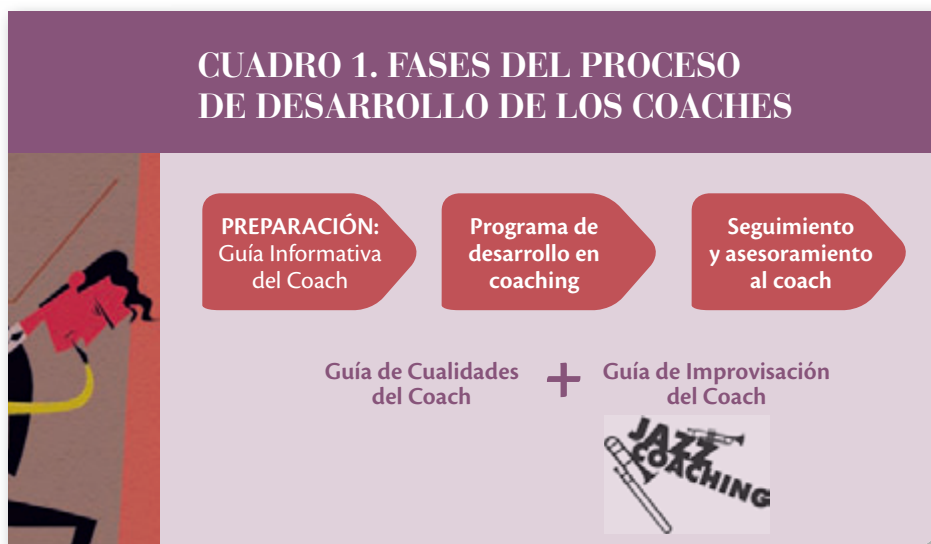 CUADRO 1. FASES DEL PROCESO
DE DESARROLLO DE LOS COACHES
PREPARACIÓN:
Guía Informativa
del Coach
Programa de
desarrollo en
coaching
Seguimiento
y asesoramiento
al coach
Guía de Cualidades
del Coach
+
Guía de Improvisación
del Coach
JAZZ
COACHING